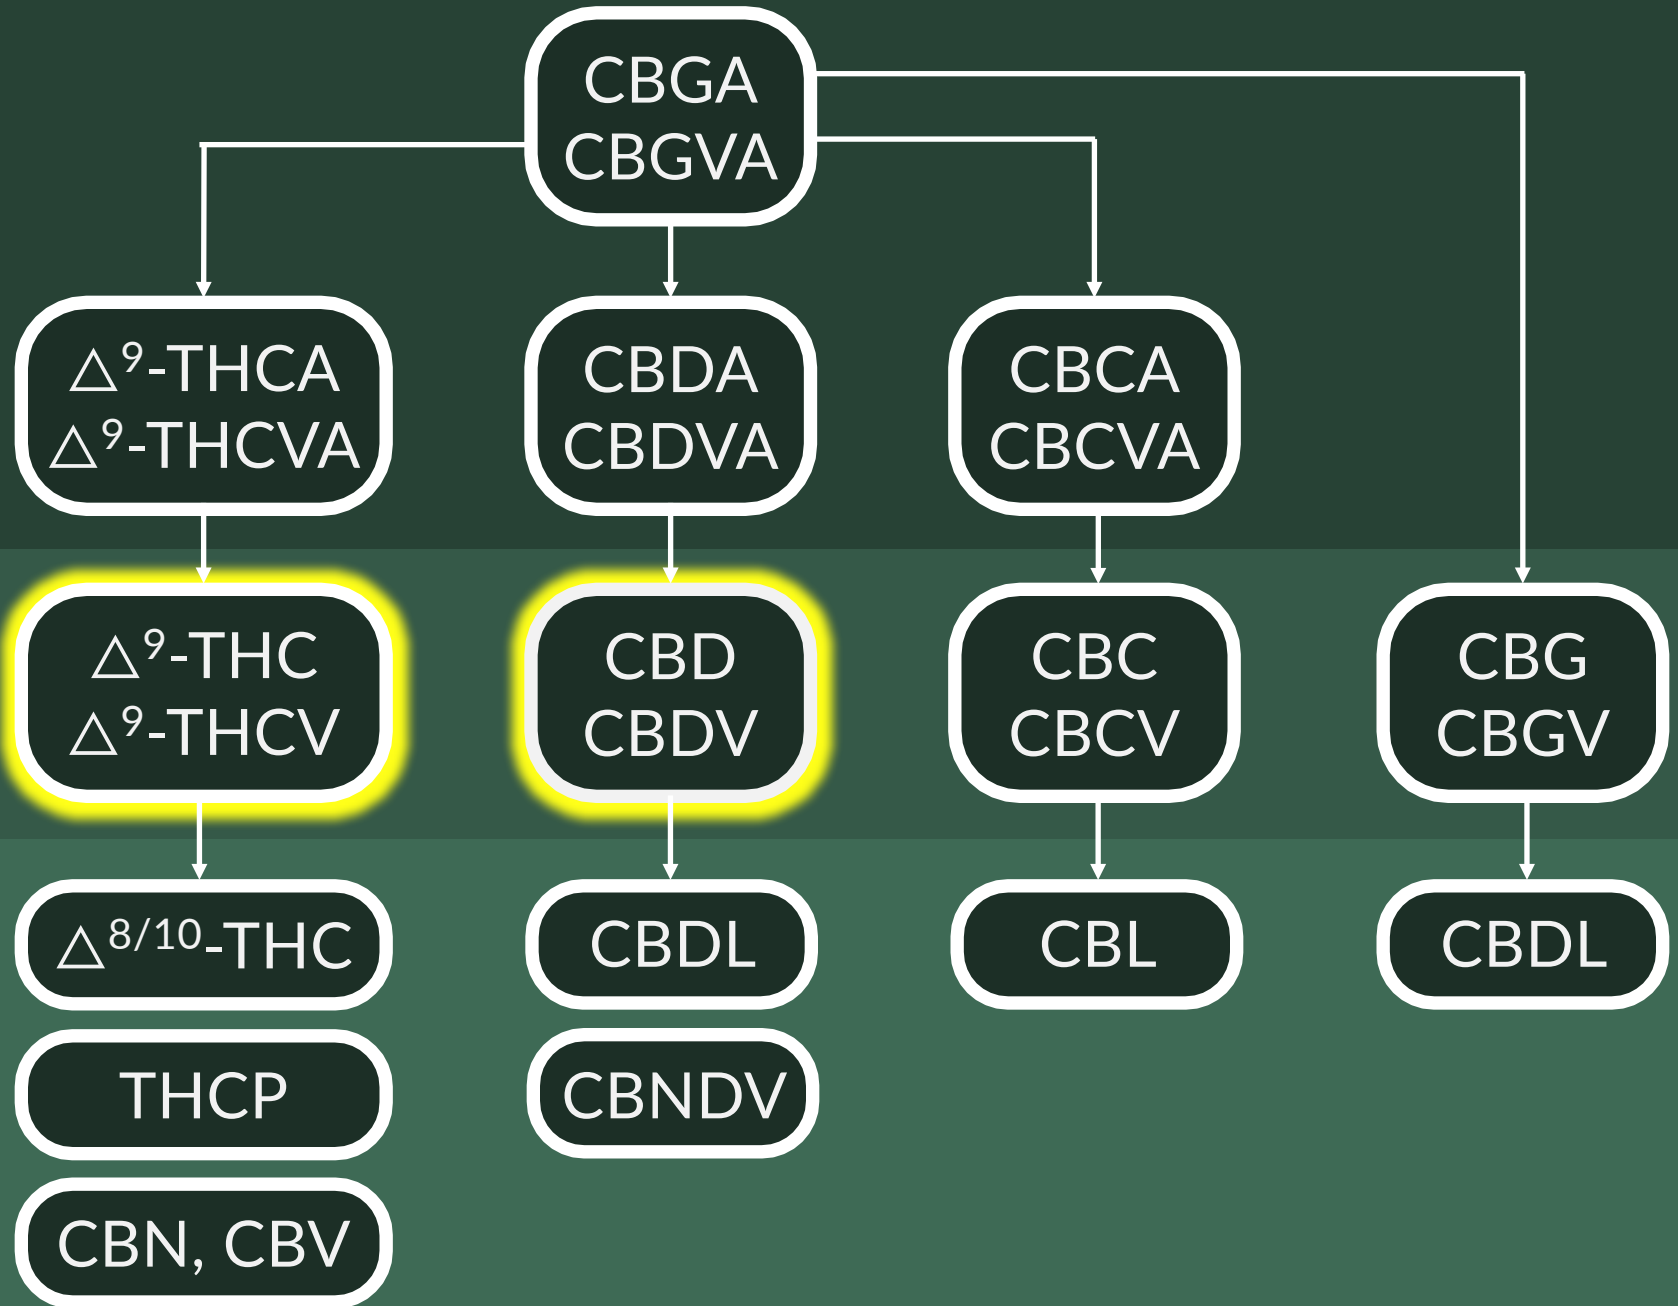 CBGA
CBGVA
△⁹-THCA
△⁹-THCVA
CBDA
CBDVA
CBCA
CBCVA
△⁹-THC
△⁹-THCV
CBD
CBDV
CBC
CBCV
CBG
CBGV
△⁸/¹⁰-THC
CBDL
CBL
CBDL
THCP
CBNDV
CBN, CBV